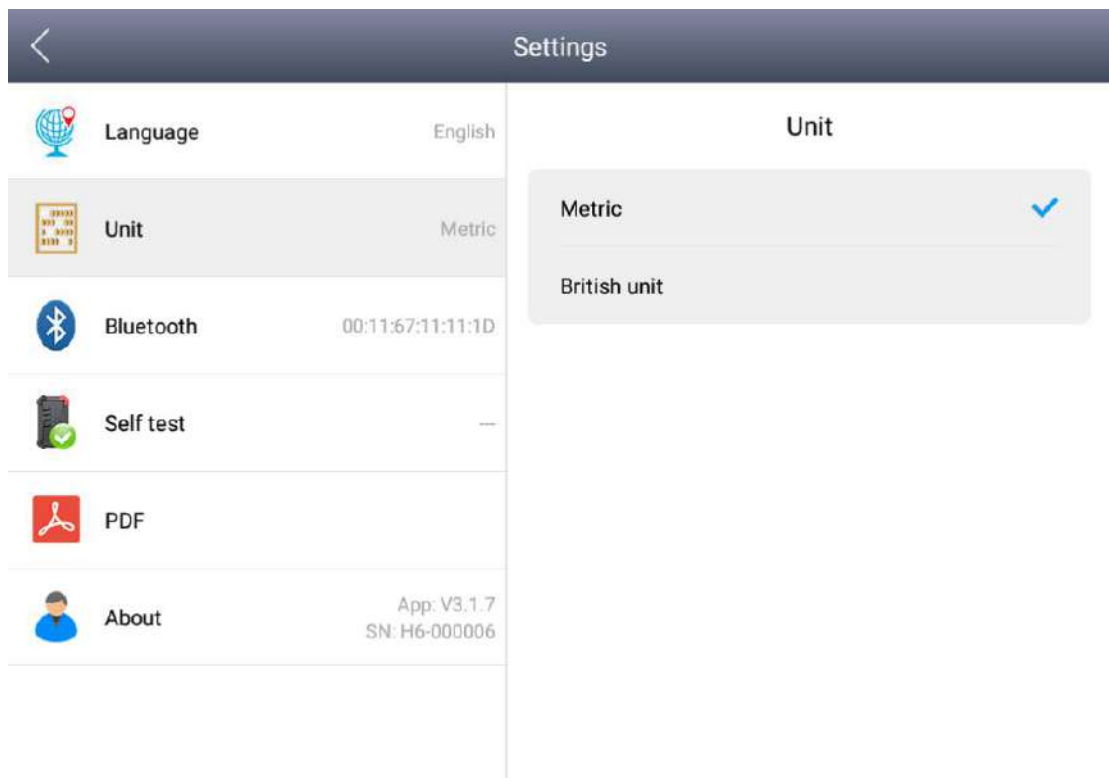 Settings
Language
English
Unit
Metric
Bluetooth
00:11:67:11:11:1D
Self test
---
PDF
About
App: V3.1.7
SN: H6-000006
Unit
Metric
British unit